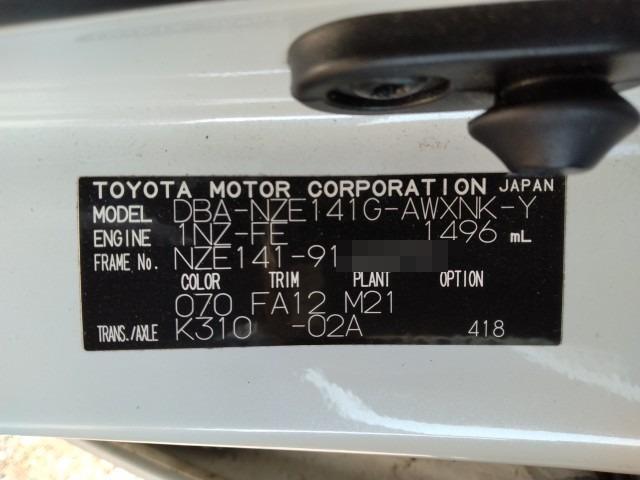 TOYOTA MOTOR CORPORATION JAPAN
MODEL DBA-NZE141G-AWXNK-Y
ENGINE 1NZ-FE 1496 mL
FRAME No. NZE141-91
COLOR TRIM PLANT OPTION
070 FA12 M21
TRANS./AXLE K310 -02A 418